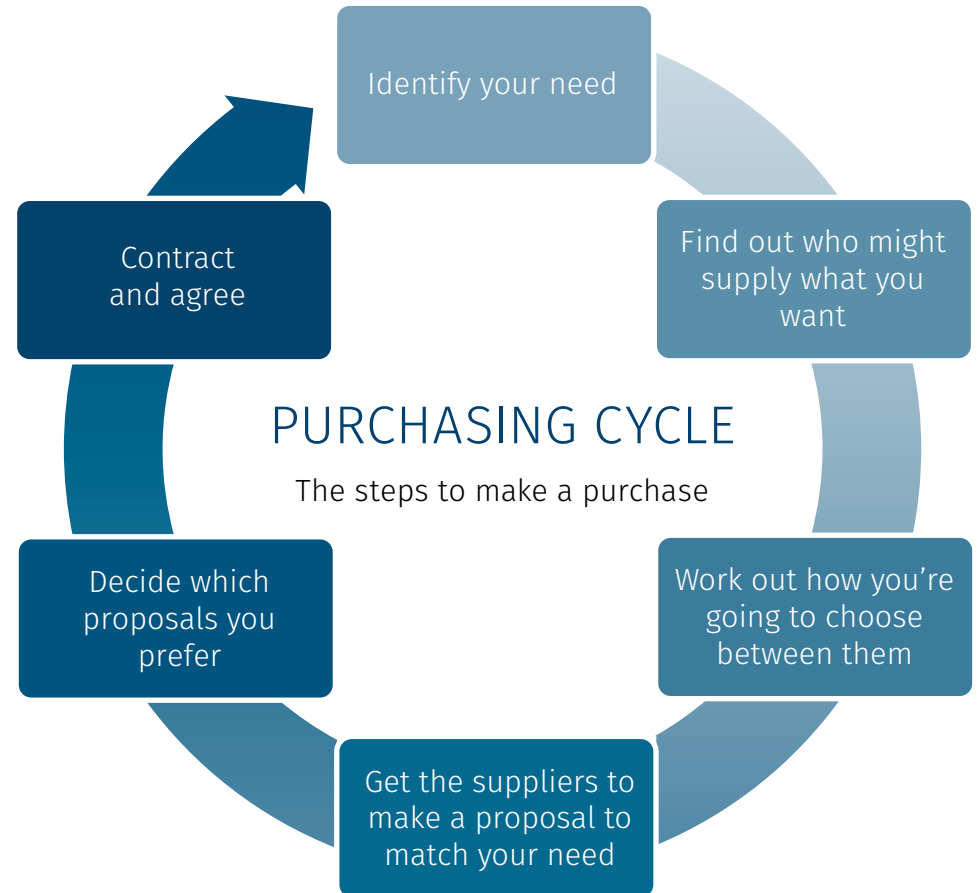 Identify your need
Find out who might
supply what you
want
Work out how you’re
going to choose
between them
Get the suppliers to
make a proposal to
match your need
Decide which
proposals you
prefer
Contract
and agree
PURCHASING CYCLE
The steps to make a purchase